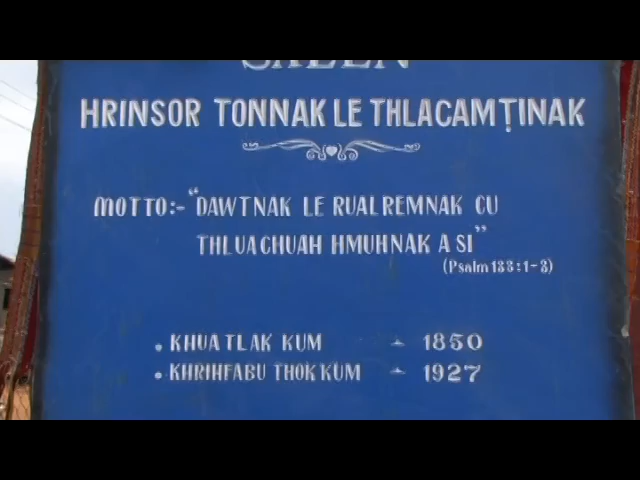 HRINSOR TONNAK LE THLACAMṬINAK
MOTTO:- "DAWTNAK LE RUALREMNAK CU
THLUACHUAH HMUHNAK A SI"
(Psalm 133:1-3)
• KHUA TLAK KUM - 1850
• KHRIHFABU THOK KUM - 1927